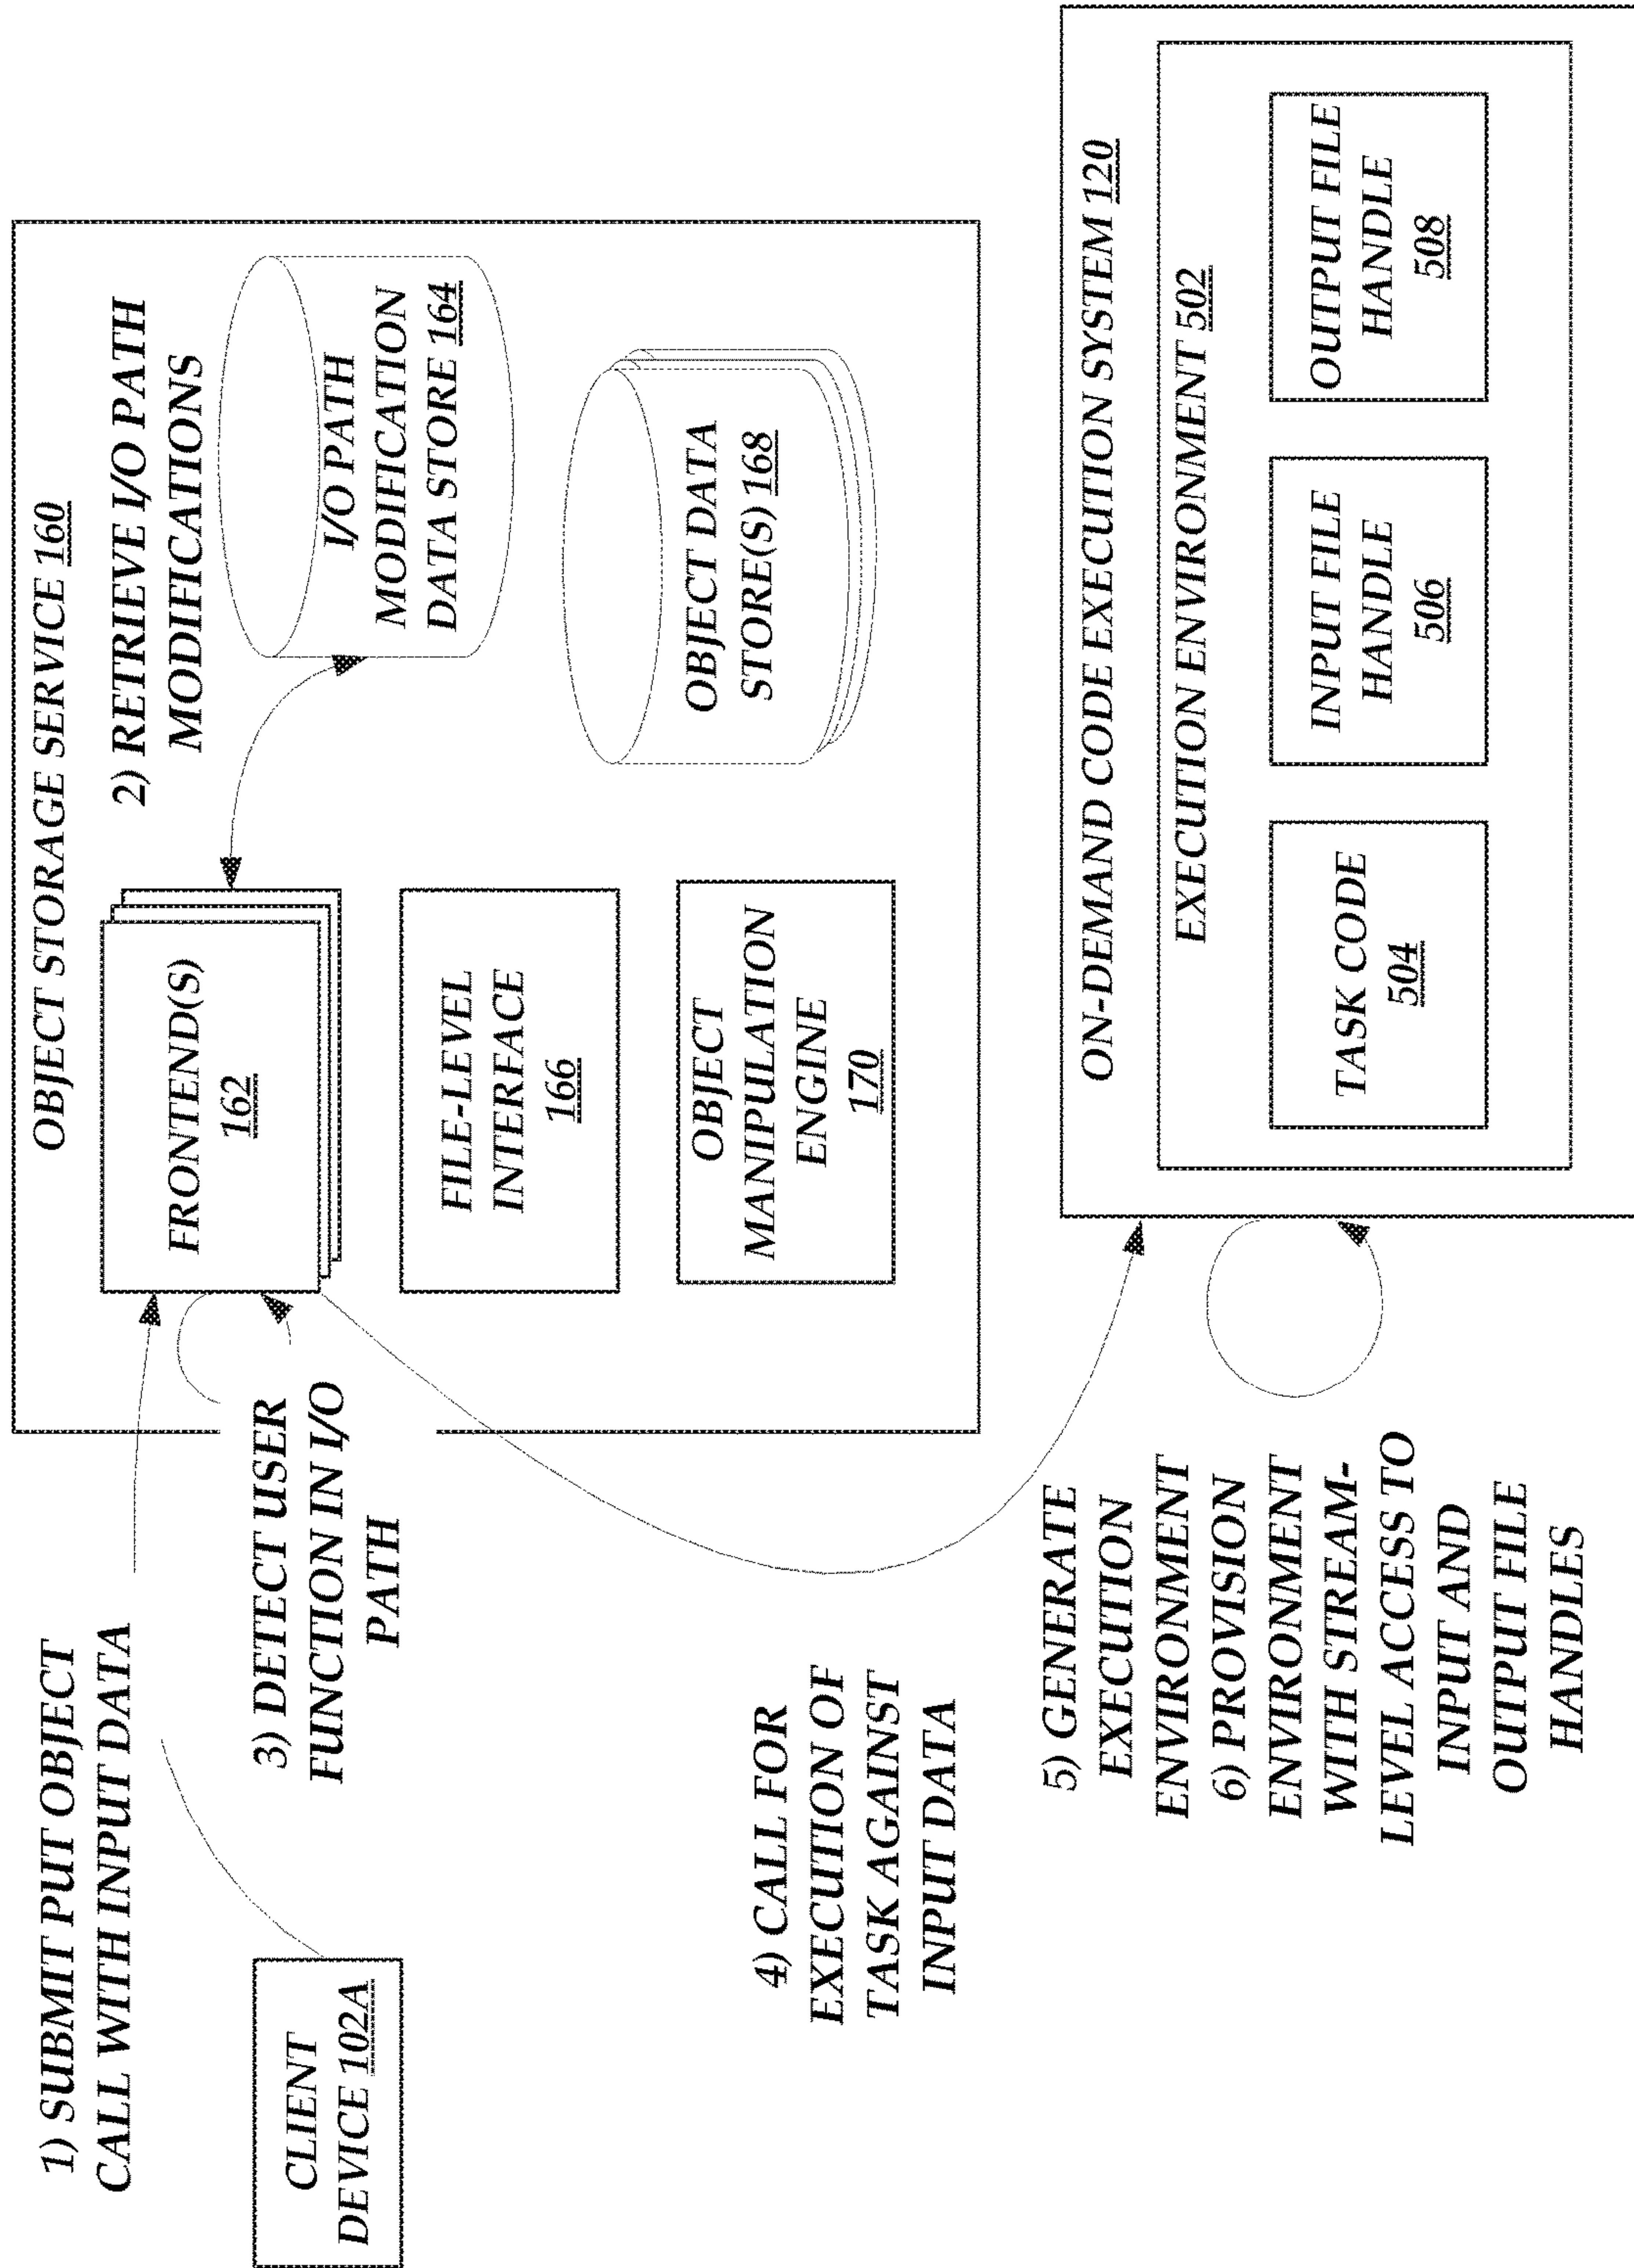 1) SUBMIT PUT OBJECT
CALL WITH INPUT DATA
CLIENT
DEVICE 102A
OBJECT STORAGE SERVICE 160
2) RETRIEVE I/O PATH
MODIFICATIONS
FRONTEND(S)
162
I/O PATH
MODIFICATION
DATA STORE 164
3) DETECT USER
FUNCTION IN I/O
PATH
FILE-LEVEL
INTERFACE
166
OBJECT DATA
STORE(S) 168
OBJECT
MANIPULATION
ENGINE
170
4) CALL FOR
EXECUTION OF
TASK AGAINST
INPUT DATA
5) GENERATE
EXECUTION
ENVIRONMENT
6) PROVISION
ENVIRONMENT
WITH STREAM-
LEVEL ACCESS TO
INPUT AND
OUTPUT FILE
HANDLES
ON-DEMAND CODE EXECUTION SYSTEM 120
EXECUTION ENVIRONMENT 502
TASK CODE
504
INPUT FILE
HANDLE
506
OUTPUT FILE
HANDLE
508